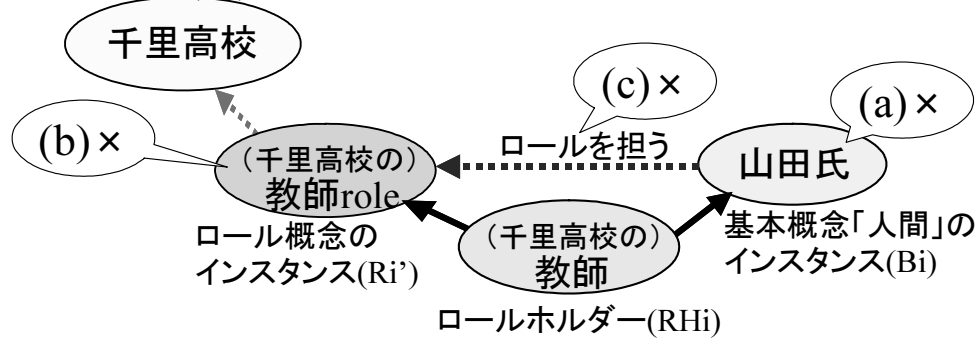 千里高校
(c)×
(a)×
(b)×
ロールを担う
（千里高校の）
教師role
山田氏
ロール概念の
インスタンス(Ri’)
（千里高校の）
教師
基本概念「人間」の
インスタンス(Bi)
ロールホルダー(RHi)